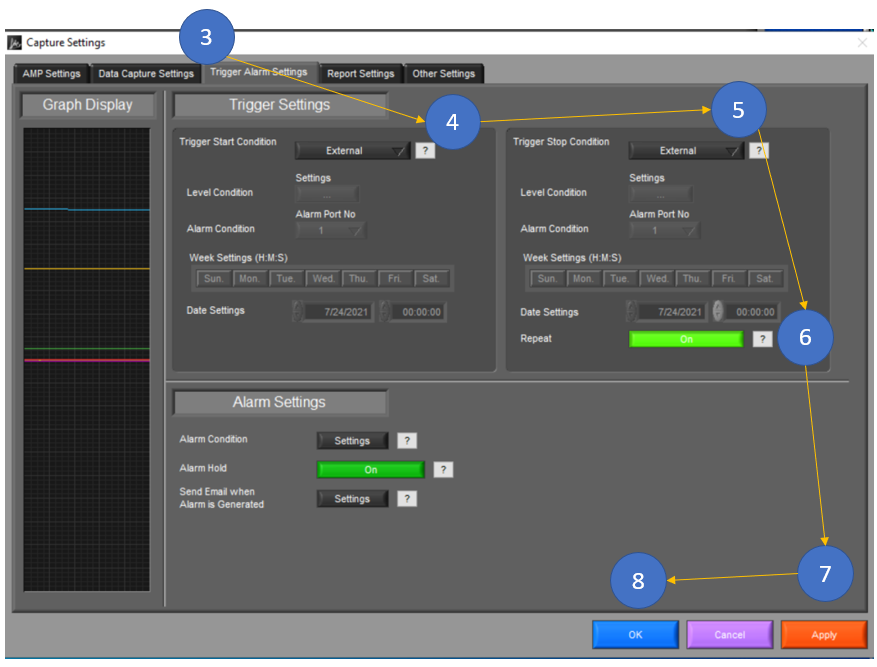 Capture Settings
3
AMP Settings Data Capture Settings Trigger Alarm Settings Report Settings Other Settings
Graph Display Trigger Settings
4
5
Trigger Start Condition External ?
Trigger Stop Condition External ?
Settings
Settings
Level Condition ...
Level Condition ...
Alarm Port No
Alarm Port No
Alarm Condition 1
Alarm Condition 1
Week Settings (H:M:S)
Week Settings (H:M:S)
Sun. Mon. Tue. Wed. Thu. Fri. Sat.
Sun. Mon. Tue. Wed. Thu. Fri. Sat.
Date Settings 7/24/2021 00:00:00
Date Settings 7/24/2021 00:00:00
Repeat On ?
6
Alarm Settings
Alarm Condition Settings ?
Alarm Hold On ?
Send Email when
Alarm is Generated Settings ?
8
7
OK Cancel Apply